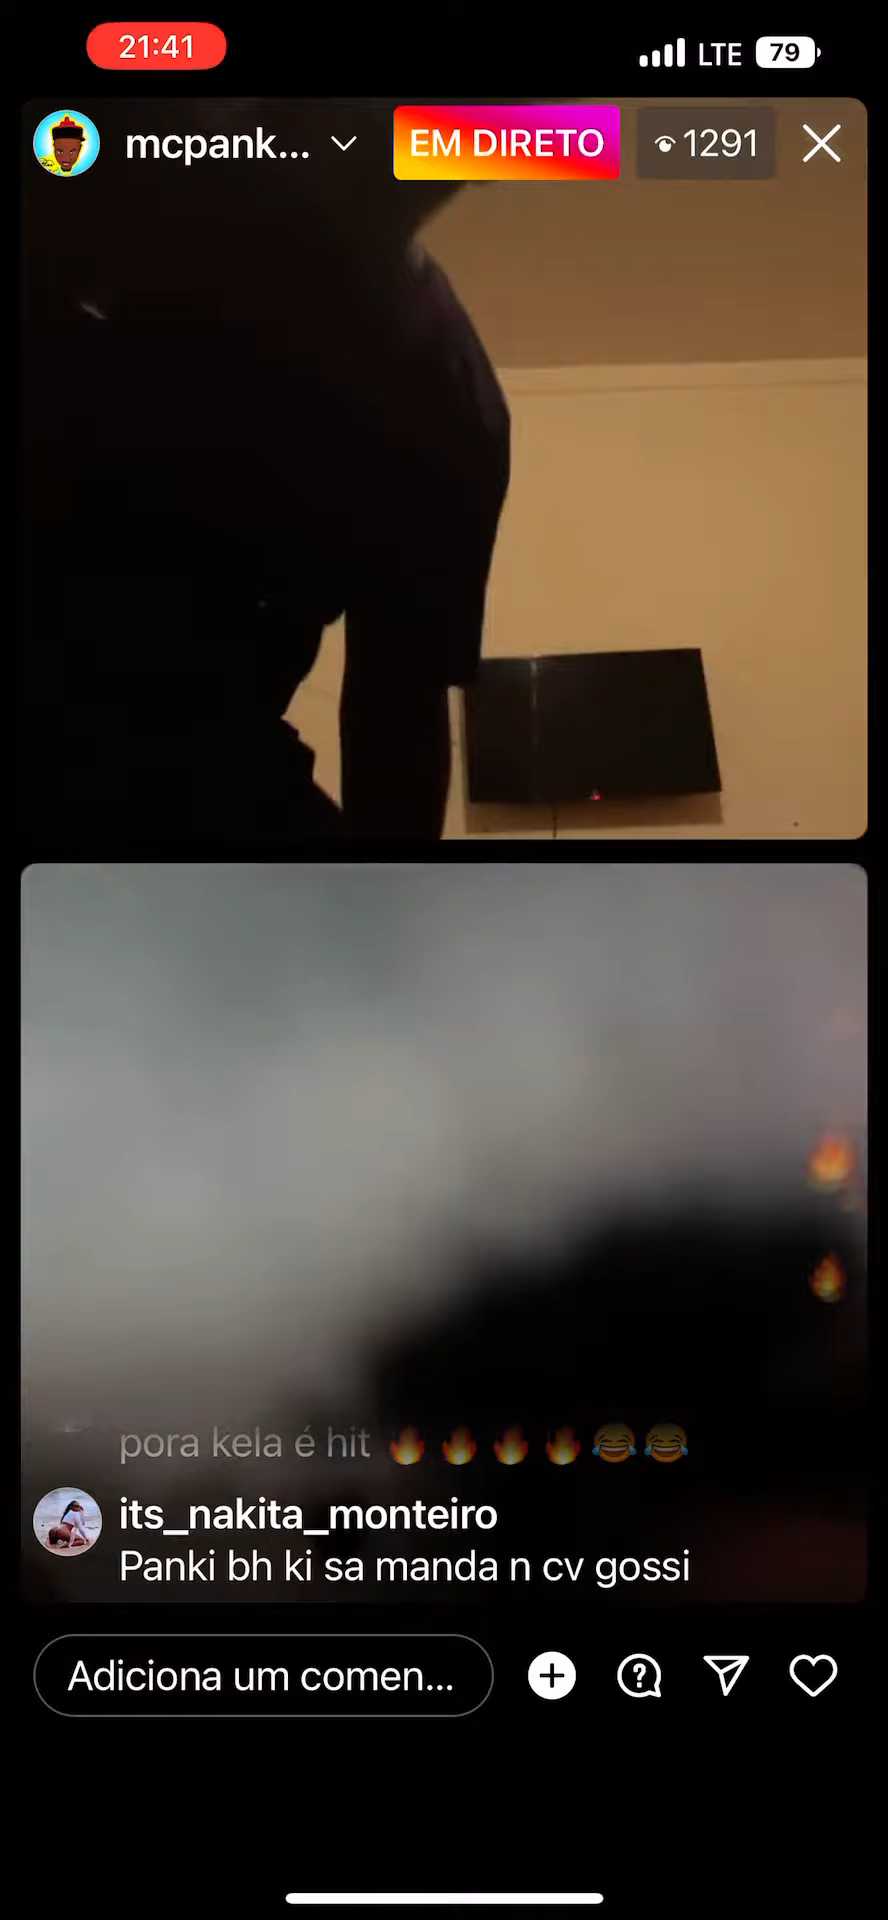 21:41
LTE 79
mcpank...
EM DIRETO
1291
pora kela é hit 🔥🔥🔥🔥😂😂
its_nakita_monteiro
Panki bh ki sa manda n cv gossi
Adiciona um comen...